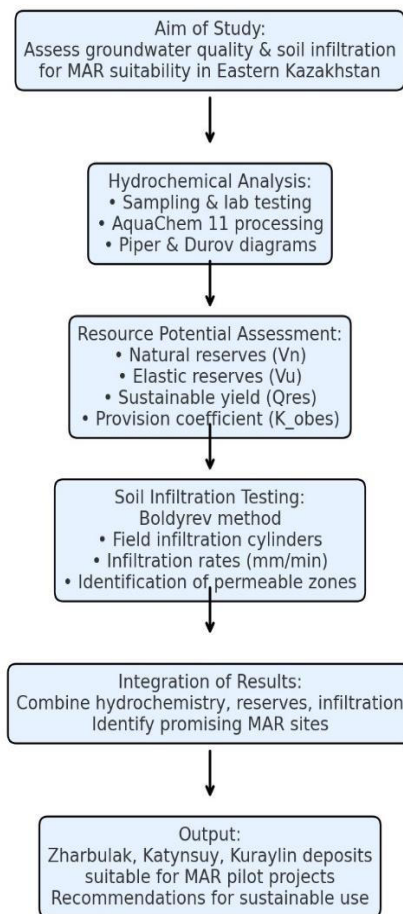 Aim of Study:
Assess groundwater quality & soil infiltration
for MAR suitability in Eastern Kazakhstan
Hydrochemical Analysis:
• Sampling & lab testing
• AquaChem 11 processing
• Piper & Durov diagrams
Resource Potential Assessment:
• Natural reserves (Vn)
• Elastic reserves (Vu)
• Sustainable yield (Qres)
• Provision coefficient (K_obes)
Soil Infiltration Testing:
Boldyrev method
• Field infiltration cylinders
• Infiltration rates (mm/min)
• Identification of permeable zones
Integration of Results:
Combine hydrochemistry, reserves, infiltration
Identify promising MAR sites
Output:
Zharbulak, Katynsuy, Kuraylin deposits
suitable for MAR pilot projects
Recommendations for sustainable use